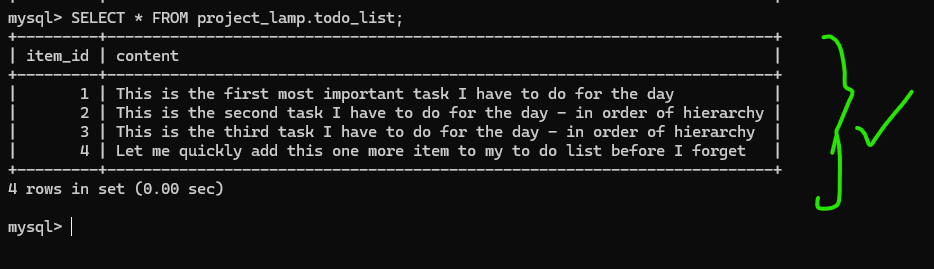 mysql> SELECT * FROM project_lamp.todo_list;
+---------+--------------------------------------------------------------------------+
| item_id | content                                                                  |
+---------+--------------------------------------------------------------------------+
|       1 | This is the first most important task I have to do for the day           |
|       2 | This is the second task I have to do for the day - in order of hierarchy |
|       3 | This is the third task I have to do for the day - in order of hierarchy  |
|       4 | Let me quickly add this one more item to my to do list before I forget   |
+---------+--------------------------------------------------------------------------+
4 rows in set (0.00 sec)
mysql>